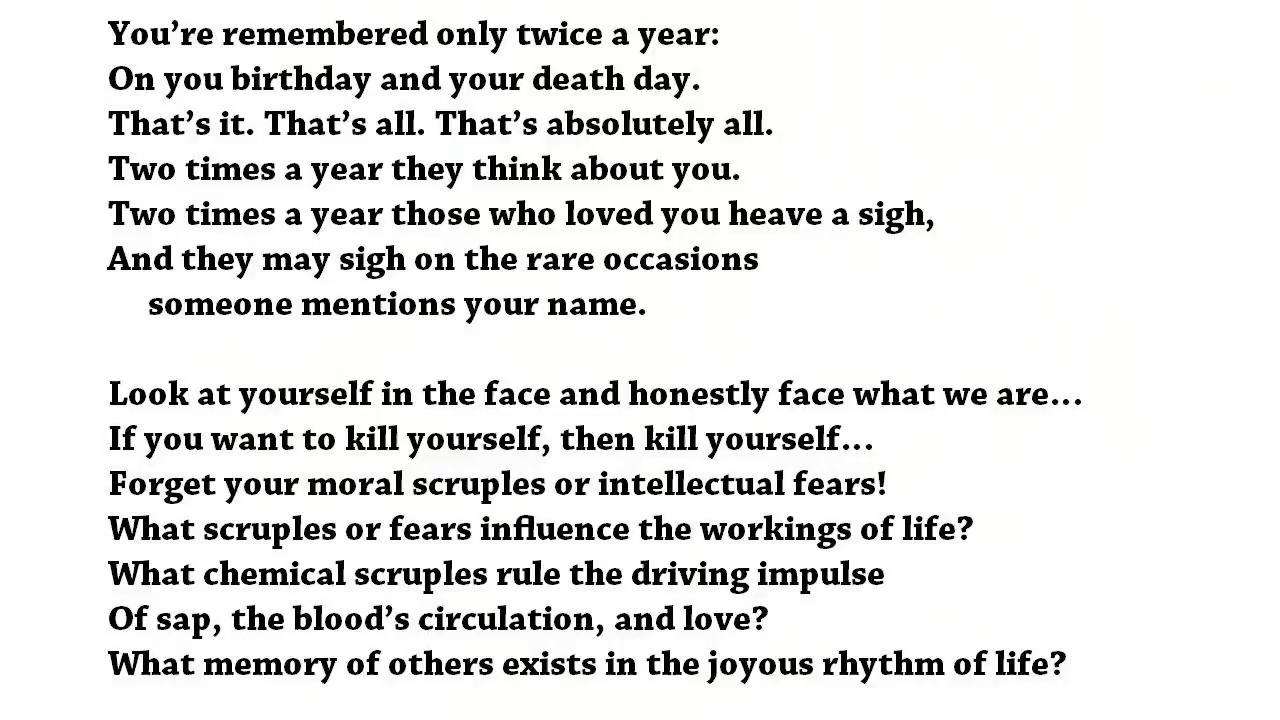 You’re remembered only twice a year:
On you birthday and your death day.
That’s it. That’s all. That’s absolutely all.
Two times a year they think about you.
Two times a year those who loved you heave a sigh,
And they may sigh on the rare occasions
someone mentions your name.
Look at yourself in the face and honestly face what we are...
If you want to kill yourself, then kill yourself...
Forget your moral scruples or intellectual fears!
What scruples or fears influence the workings of life?
What chemical scruples rule the driving impulse
Of sap, the blood’s circulation, and love?
What memory of others exists in the joyous rhythm of life?